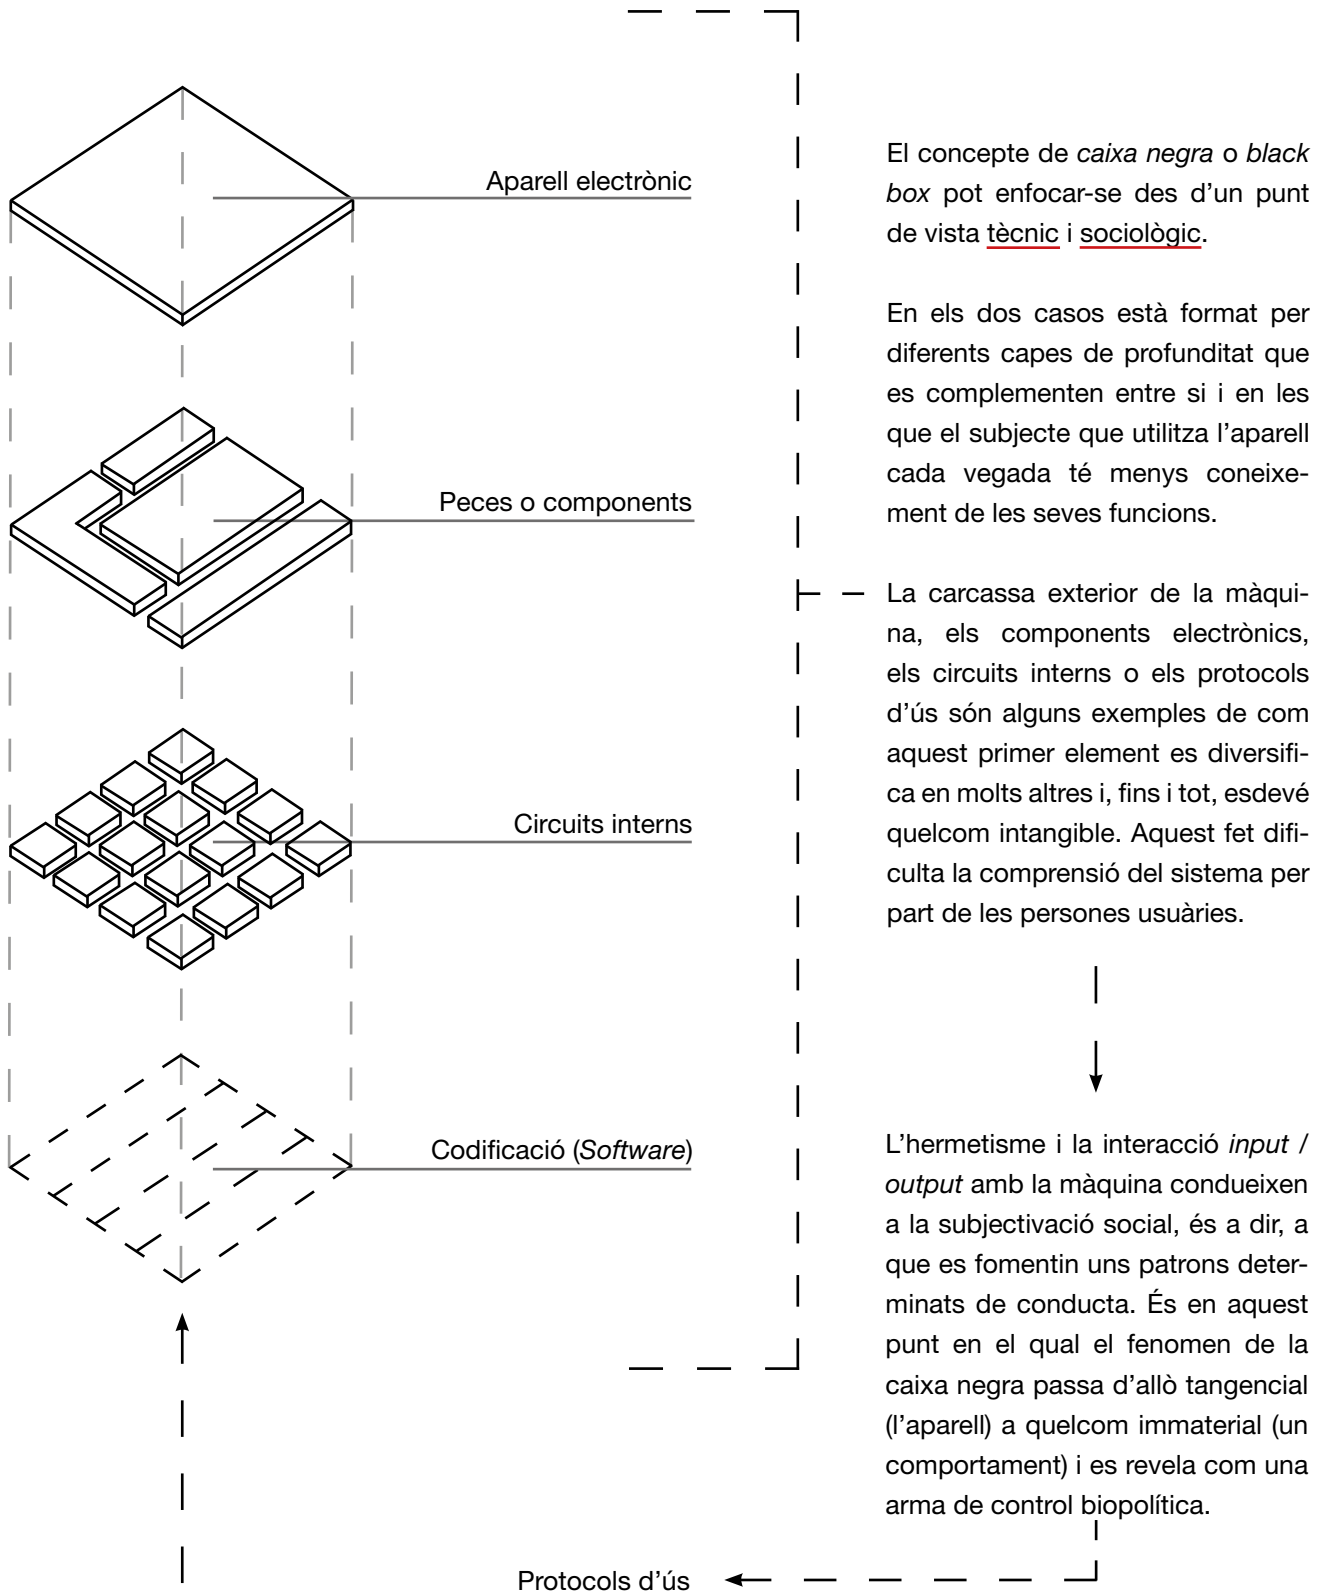 Aparell electrònic
Peces o components
Circuits interns
Codificació (Software)
El concepte de caixa negra o black
box pot enfocar-se des d'un punt
de vista tècnic i sociològic.
En els dos casos està format per
diferents capes de profunditat que
es complementen entre si i en les
que el subjecte que utilitza l'aparell
cada vegada té menys coneixe-
ment de les seves funcions.
La carcassa exterior de la màqui-
na, els components electrònics,
els circuits interns o els protocols
d'ús són alguns exemples de com
aquest primer element es diversifi-
ca en molts altres i, fins i tot, esdevé
quelcom intangible. Aquest fet difi-
culta la comprensió del sistema per
part de les persones usuàries.
L'hermetisme i la interacció input /
output amb la màquina condueixen
a la subjectivació social, és a dir, a
que es fomentin uns patrons deter-
minats de conducta. És en aquest
punt en el qual el fenomen de la
caixa negra passa d'allò tangencial
(l'aparell) a quelcom immaterial (un
comportament) i es revela com una
arma de control biopolítica.
Protocols d'ús